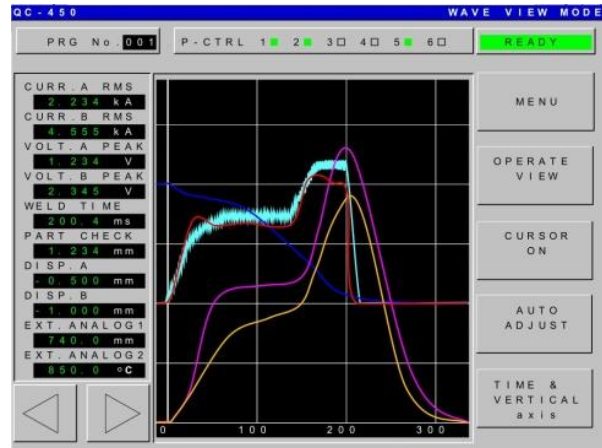 QC-450 WAVE VIEW MODE
PRG No. 001 P-CTRL 1 2 3 4 5 6 READY
CURR.A RMS
2.234 kA
CURR.B RMS
4.555 kA
VOLT.A PEAK
1.234 V
VOLT.B PEAK
2.345 V
WELD TIME
200.4 ms
PART CHECK
1.234 mm
DISP.A
-0.500 mm
DISP.B
-1.000 mm
EXT.ANALOG1
740.0 mm
EXT.ANALOG2
850.0 °C
MENU
OPERATE
VIEW
CURSOR
ON
AUTO
ADJUST
TIME &
VERTICAL
axis
0 100 200 300